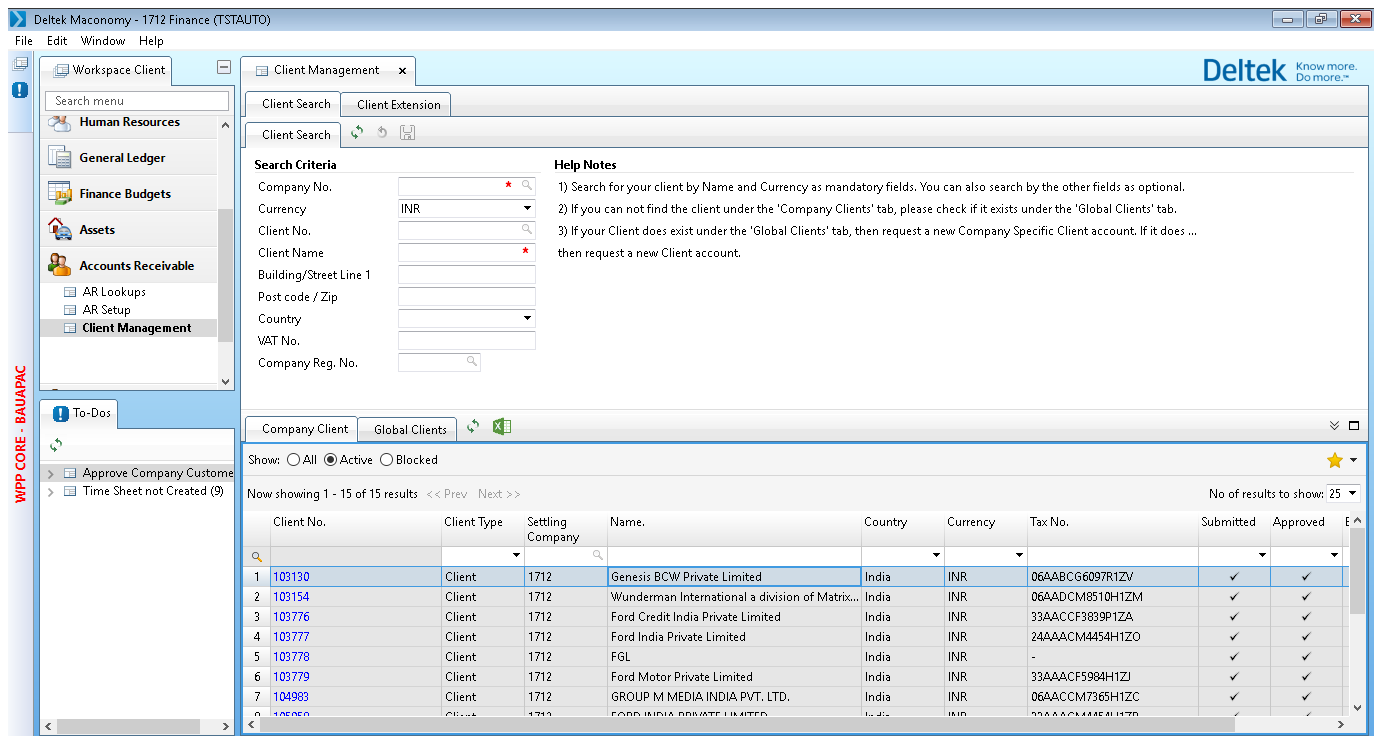 Deltek Maconomy - 1712 Finance (TSTAUTO)
File Edit Window Help
WPP CORE - BAUAPAC
Workspace Client
Search menu
Human Resources
General Ledger
Finance Budgets
Assets
Accounts Receivable
AR Lookups
AR Setup
Client Management
To-Dos
Approve Company Custome
Time Sheet not Created (9)
Client Management
Deltek Know more. Do more.™
Client Search Client Extension
Client Search
Search Criteria
Company No. *
Currency INR
Client No.
Client Name *
Building/Street Line 1
Post code / Zip
Country
VAT No.
Company Reg. No.
Help Notes
1) Search for your client by Name and Currency as mandatory fields. You can also search by the other fields as optional.
2) If you can not find the client under the 'Company Clients' tab, please check if it exists under the 'Global Clients' tab.
3) If your Client does exist under the 'Global Clients' tab, then request a new Company Specific Client account. If it does ...
then request a new Client account.
Company Client Global Clients
Show: All Active Blocked
Now showing 1 - 15 of 15 results << Prev Next >> No of results to show: 25
Client No. Client Type Settling Company Name. Country Currency Tax No. Submitted Approved
1 103130 Client 1712 Genesis BCW Private Limited India INR 06AABCG6097R1ZV ✓ ✓
2 103154 Client 1712 Wunderman International a division of Matrix... India INR 06AADCM8510H1ZM ✓ ✓
3 103776 Client 1712 Ford Credit India Private Limited India INR 33AACCF3839P1ZA ✓ ✓
4 103777 Client 1712 Ford India Private Limited India INR 24AAACM4454H1ZO ✓ ✓
5 103778 Client 1712 FGL India INR - ✓ ✓
6 103779 Client 1712 Ford Motor Private Limited India INR 33AAACF5984H1ZJ ✓ ✓
7 104983 Client 1712 GROUP M MEDIA INDIA PVT. LTD. India INR 06AACCM7365H1ZC ✓ ✓
Client 1712 FORD INDIA PRIVATE LIMITED India INR